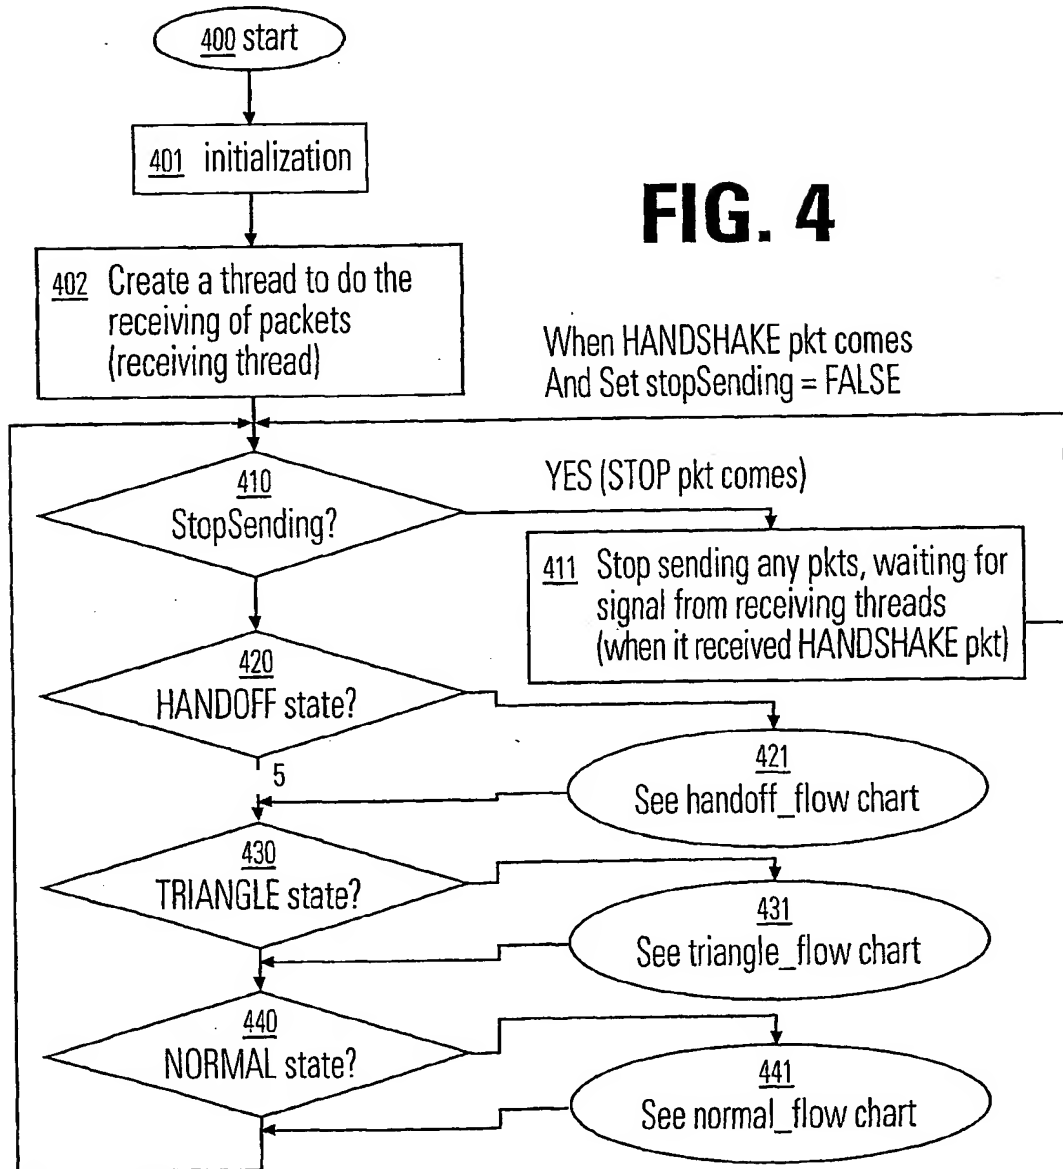 400 start
401 initialization
FIG. 4
402 Create a thread to do the
receiving of packets
(receiving thread)
When HANDSHAKE pkt comes
And Set stopSending = FALSE
410
StopSending?
YES (STOP pkt comes)
411 Stop sending any pkts, waiting for
signal from receiving threads
(when it received HANDSHAKE pkt)
420
HANDOFF state?
5
421
See handoff_flow chart
430
TRIANGLE state?
431
See triangle_flow chart
440
NORMAL state?
441
See normal_flow chart